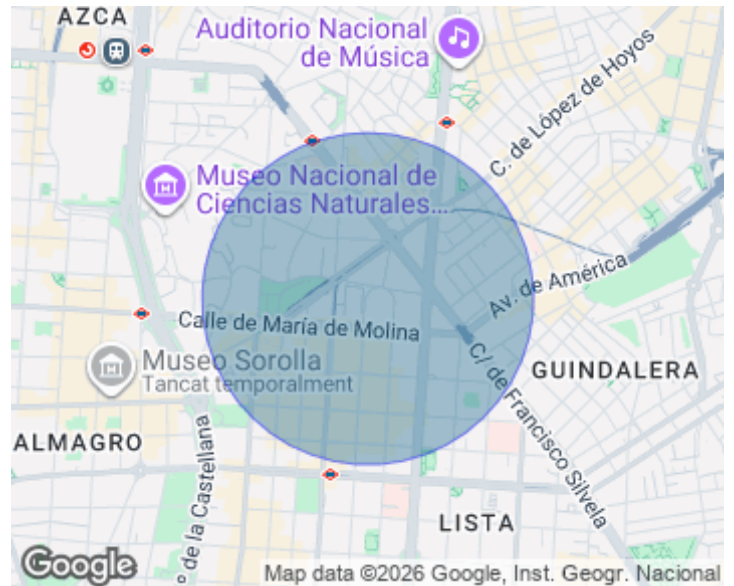 AZCA
Auditorio Nacional
de Música
C. de López de Hoyos
Museo Nacional de
Ciencias Naturales...
Av. de América
Calle de María de Molina
Museo Sorolla
Tancat temporalment
C/ de Francisco Silvela
GUINDALERA
ALMAGRO
º de la Castellana
LISTA
Google
Map data ©2026 Google, Inst. Geogr. Nacional